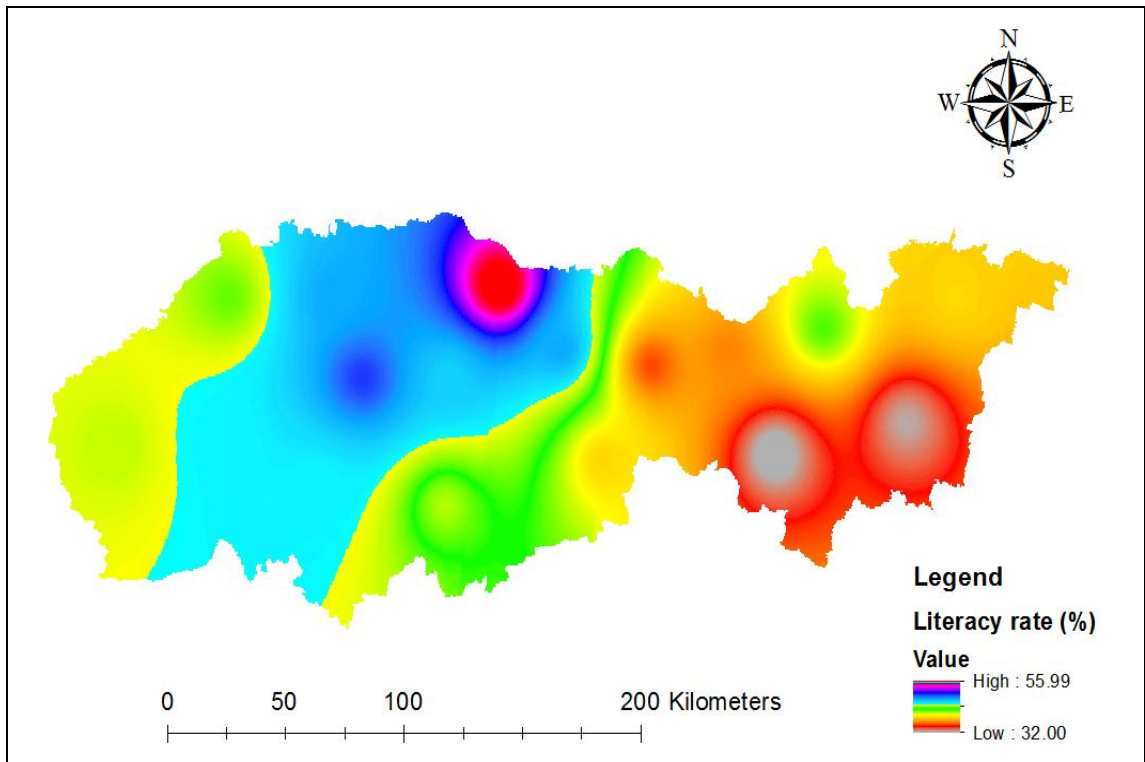 N
W E
S
Legend
Literacy rate (%)
Value
High : 55.99
Low : 32.00
0 50 100 200 Kilometers